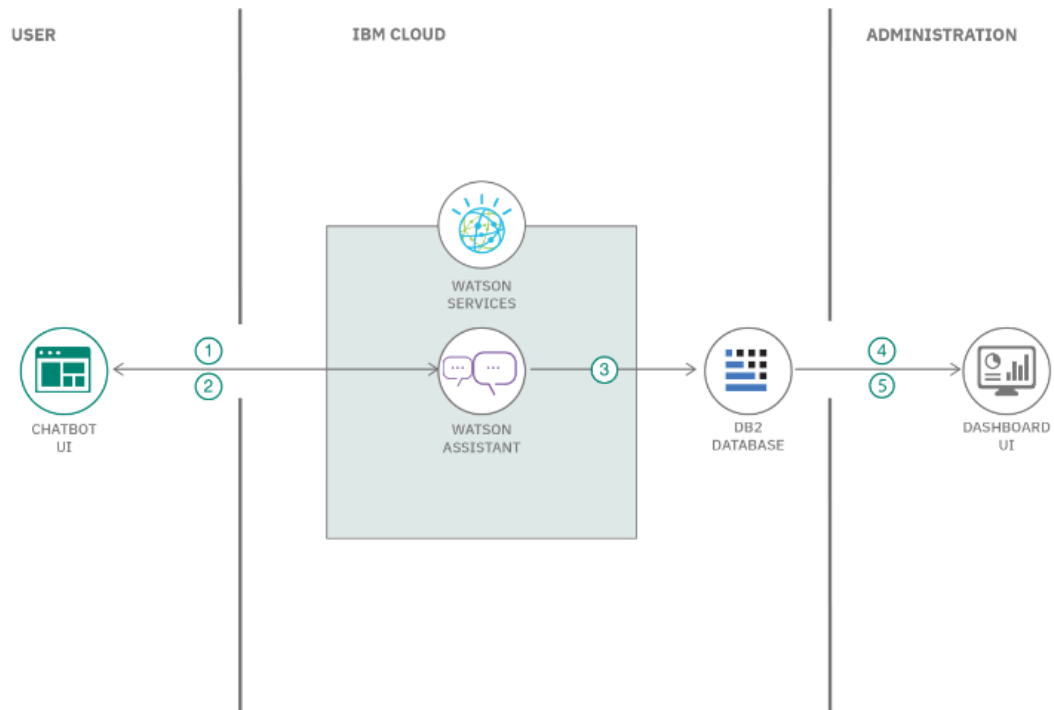 USER
IBM CLOUD
ADMINISTRATION
WATSON
SERVICES
1
2
3
4
5
CHATBOT
UI
WATSON
ASSISTANT
DB2
DATABASE
DASHBOARD
UI